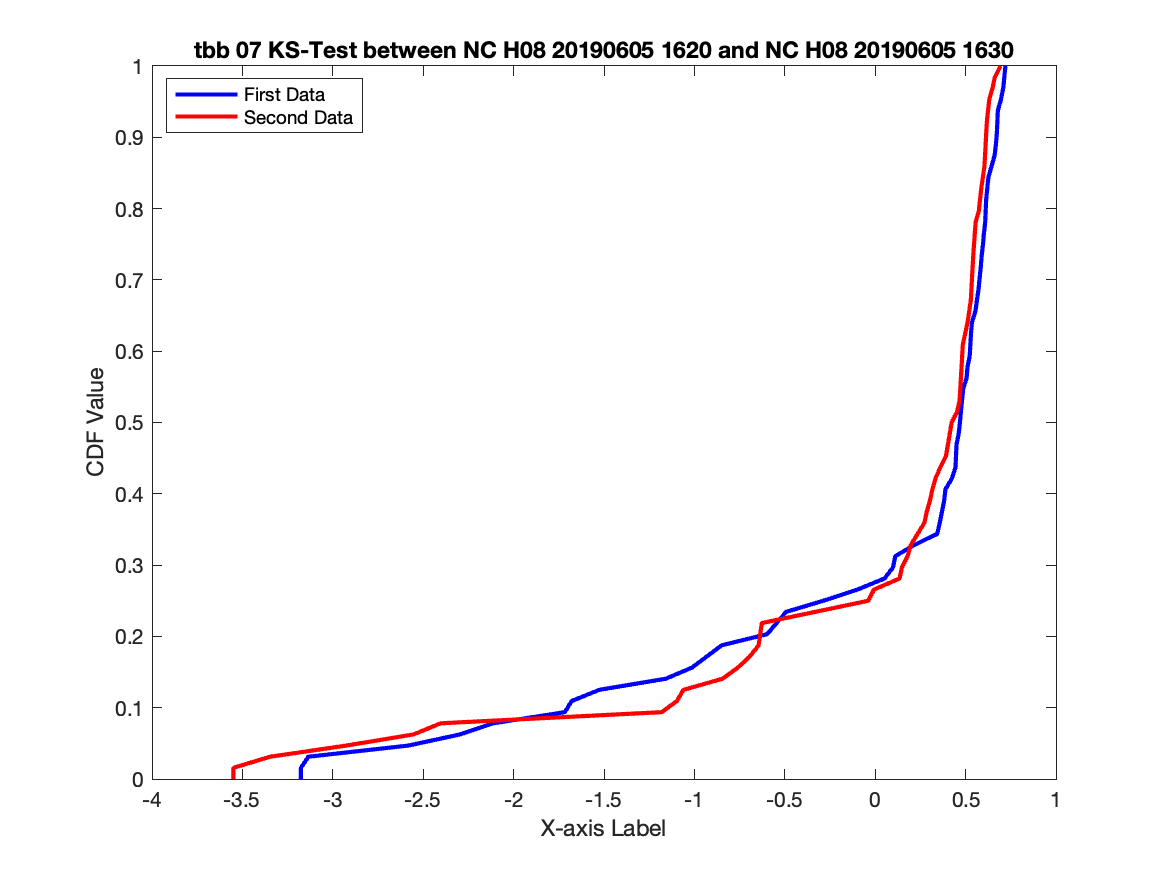 tbb 07 KS-Test between NC H08 20190605 1620 and NC H08 20190605 1630
First Data
Second Data
1
0.9
0.8
0.7
0.6
0.5
0.4
0.3
0.2
0.1
0
CDF Value
-4 -3.5 -3 -2.5 -2 -1.5 -1 -0.5 0 0.5 1
X-axis Label